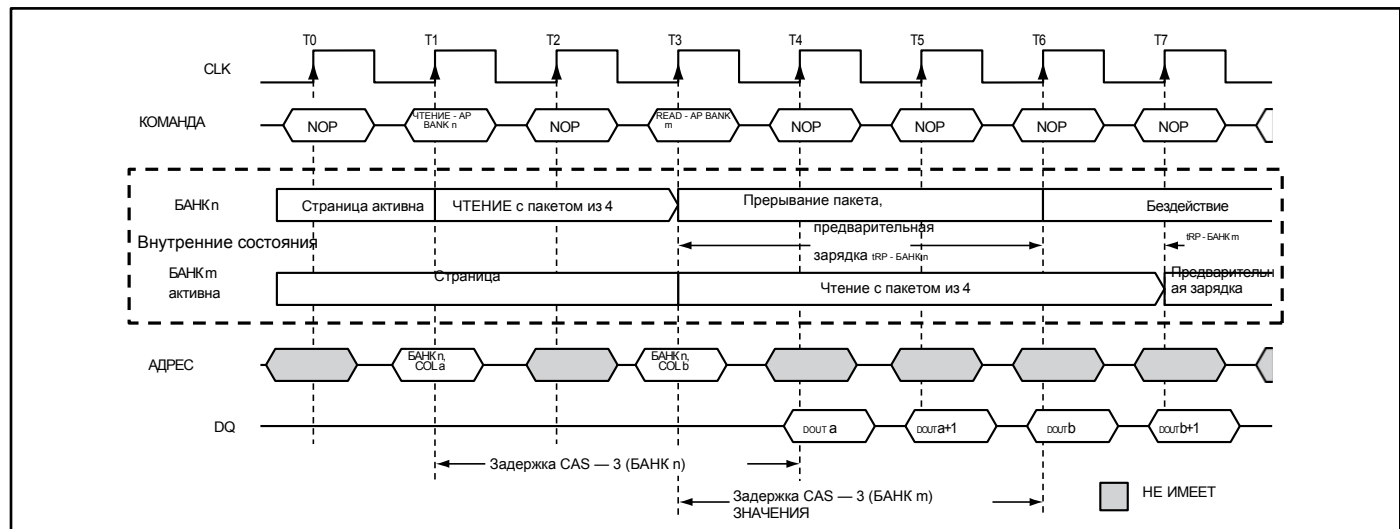 T0 T1 T2 T3 T4 T5 T6 T7
CLK
КОМАНДА
NOP
ЧТЕНИЕ - AP
BANK n
NOP
READ - AP BANK
m
NOP
NOP
NOP
NOP
БАНК n
Страница активна
ЧТЕНИЕ с пакетом из 4
Прерывание пакета,
предварительная
зарядка tRP - БАНК n
Бездействие
tRP - БАНК m
Внутренние состояния
БАНК m
активна
Страница
Чтение с пакетом из 4
Предварительн
ая зарядка
АДРЕС
БАНК n,
COL a
БАНК n,
COL b
DQ
DOUT a
DOUT a+1
DOUT b
DOUT b+1
Задержка CAS — 3 (БАНК n)
Задержка CAS — 3 (БАНК m)
ЗНАЧЕНИЯ
НЕ ИМЕЕТ